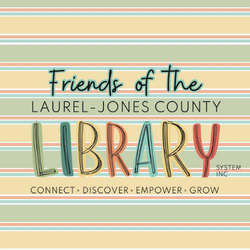 Friends of the
LAUREL-JONES COUNTY
LIBRARY
SYSTEM
INC
CONNECT • DISCOVER • EMPOWER • GROW